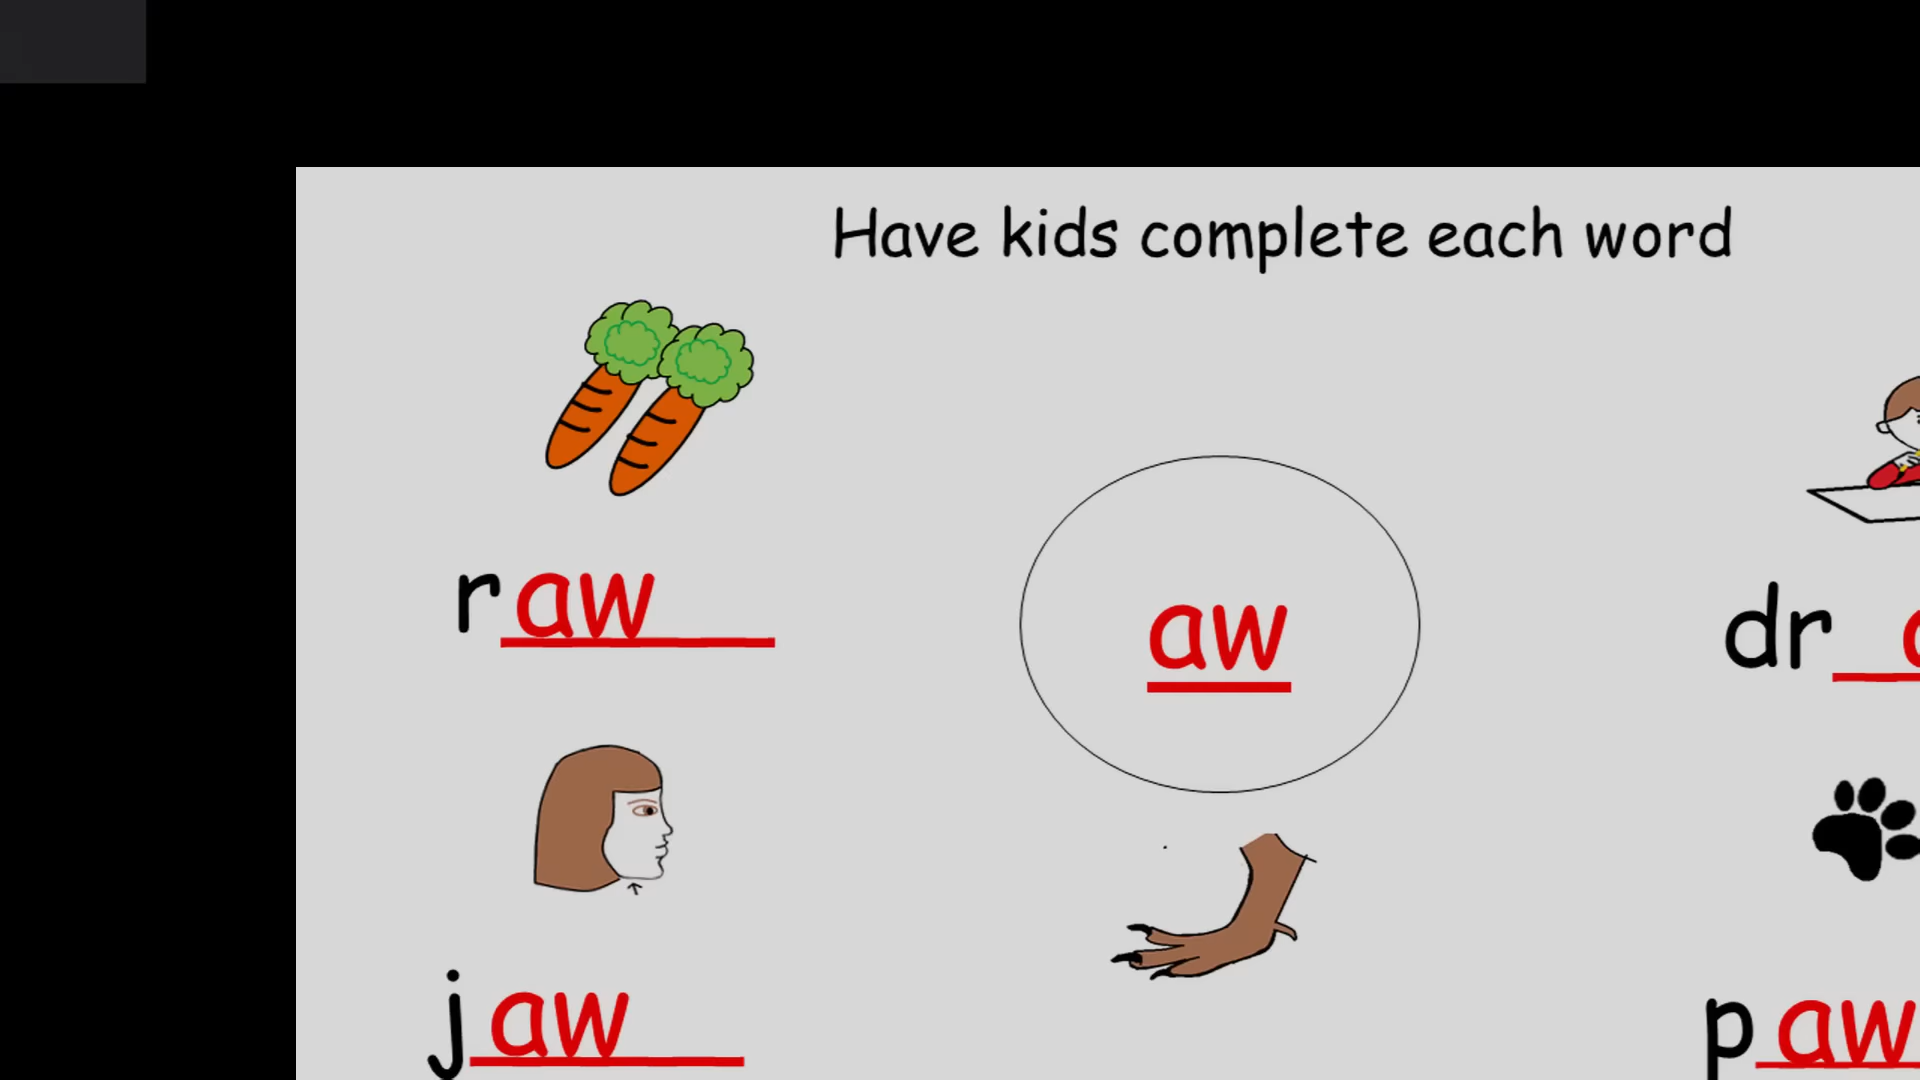 Have kids complete each word
raw
aw
dr
jaw
paw